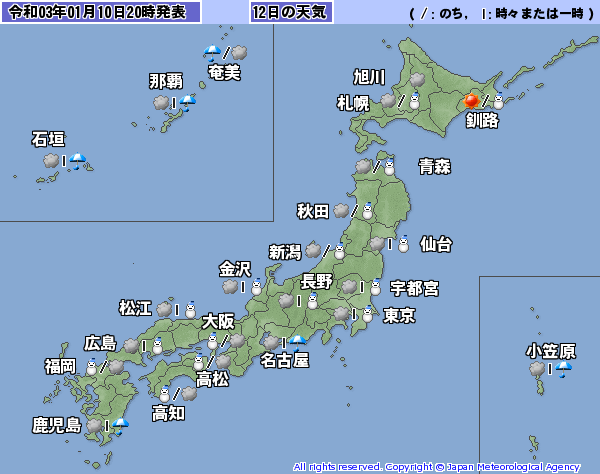 令和03年01月10日20時発表 12日の天気 ( /: のち, |: 時々または一時 )
奄美
旭川
那覇
札幌
釧路
石垣
青森
秋田
仙台
新潟
金沢
長野
宇都宮
松江
大阪
東京
広島
名古屋
小笠原
福岡
高松
高知
鹿児島
All rights reserved. Copyright © Japan Meteorological Agency